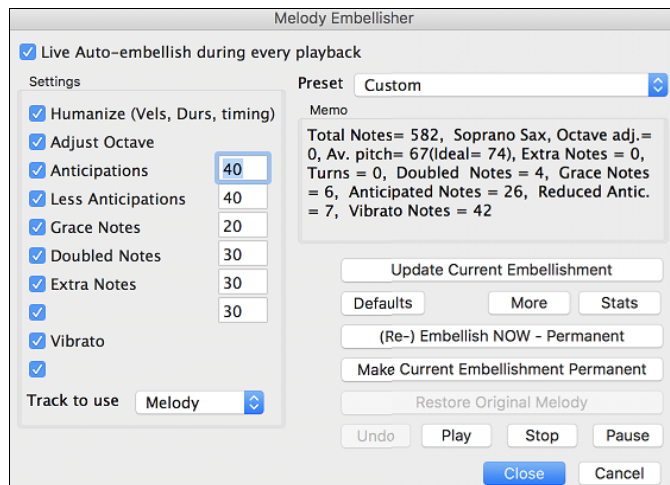 Melody Embellisher
Live Auto-embellish during every playback
Settings
Humanize (Vels, Durs, timing)
Adjust Octave
Anticipations 40
Less Anticipations 40
Grace Notes 20
Doubled Notes 30
Extra Notes 30
30
Vibrato
Track to use Melody
Preset Custom
Memo
Total Notes= 582, Soprano Sax, Octave adj.=
0, Av. pitch= 67(Ideal= 74), Extra Notes = 0,
Turns = 0, Doubled Notes = 4, Grace Notes
= 6, Anticipated Notes = 26, Reduced Antic.
= 7, Vibrato Notes = 42
Update Current Embellishment
Defaults More Stats
(Re-) Embellish NOW - Permanent
Make Current Embellishment Permanent
Restore Original Melody
Undo Play Stop Pause
Close Cancel